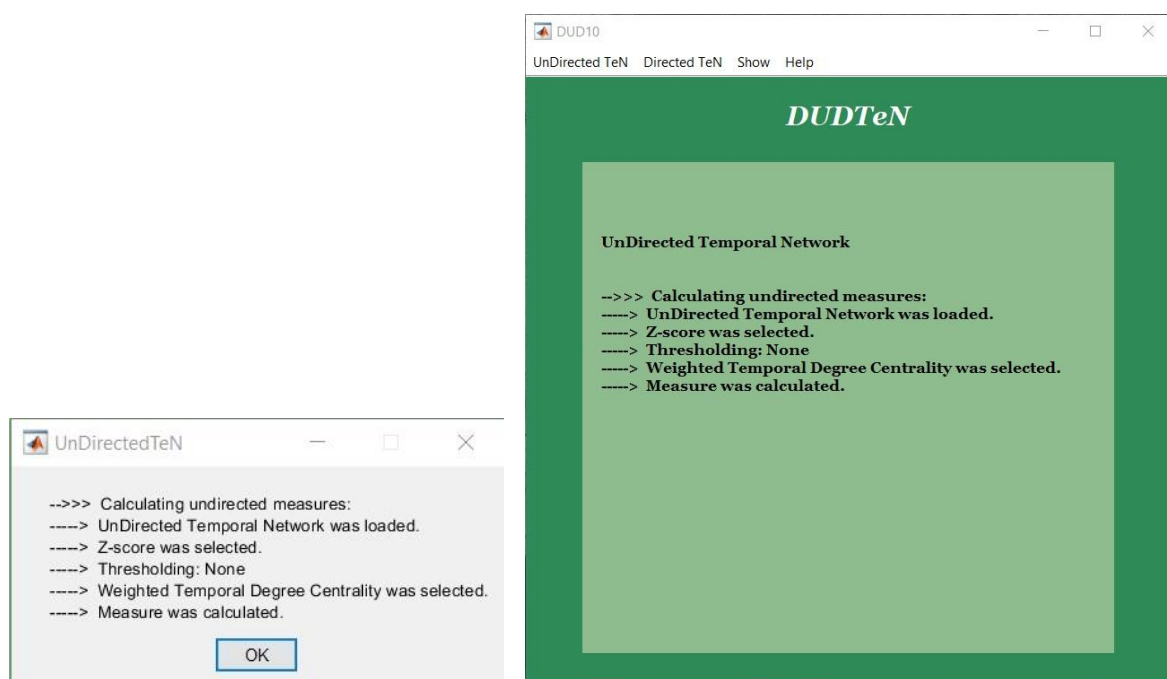 UnDirectedTeN
-->>> Calculating undirected measures:
-----> UnDirected Temporal Network was loaded.
-----> Z-score was selected.
-----> Thresholding: None
-----> Weighted Temporal Degree Centrality was selected.
-----> Measure was calculated.
OK
DUD10
UnDirected TeN Directed TeN Show Help
DUDTeN
UnDirected Temporal Network
-->>> Calculating undirected measures:
-----> UnDirected Temporal Network was loaded.
-----> Z-score was selected.
-----> Thresholding: None
-----> Weighted Temporal Degree Centrality was selected.
-----> Measure was calculated.